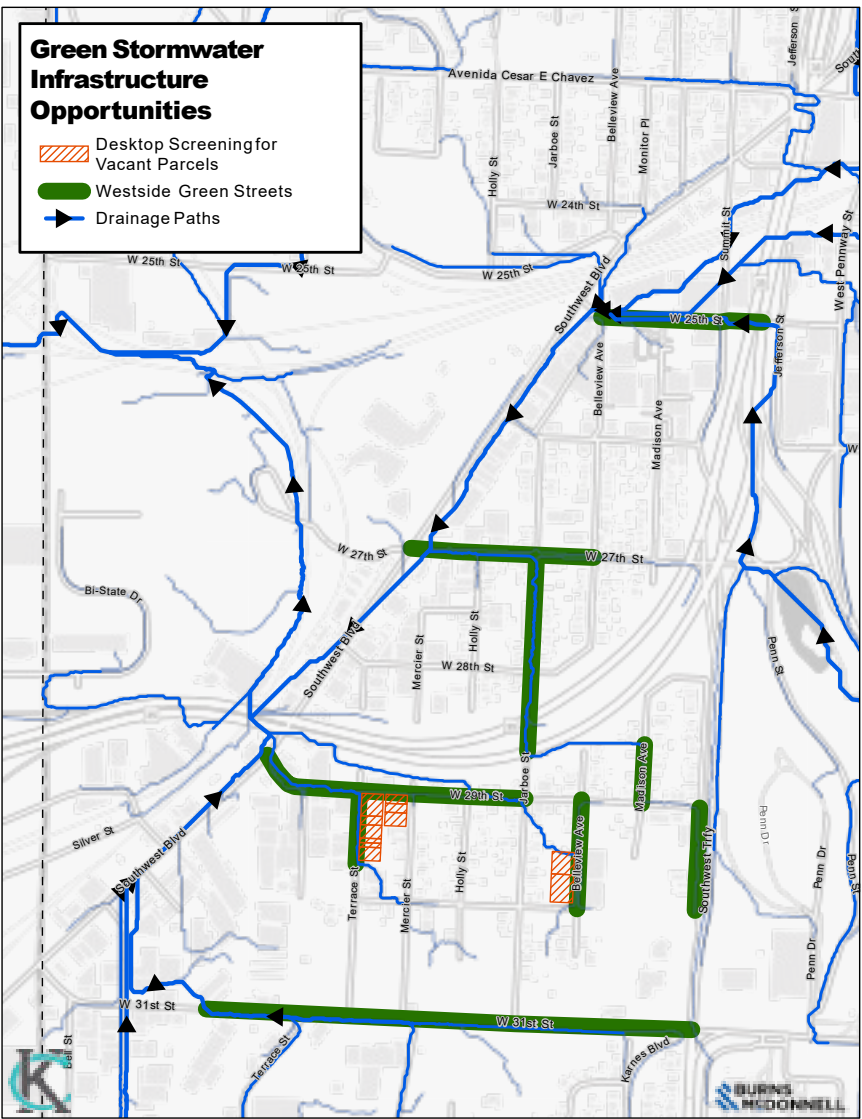 Green Stormwater
Infrastructure
Opportunities
Desktop Screening for
Vacant Parcels
Westside Green Streets
Drainage Paths
Jefferson S
Avenida Cesar E Chavez
Belleview Ave
Jarboe St
Monitor Pl
Holly St
W 24th St
Summit St
West Pennway St
W 25th St
W 25th St
W 25th St
Southwest Blvd
W 25th St
Jefferson St
Belleview Ave
Madison Ave
W
W 27th St
W 27th St
Bi-State Dr
Holly St
Mercier St
Southwest Blvd
W 28th St
Penn St
Jarboe St
Madison Ave
W 29th St
Silver St
Southwest Blvd
Belleview Ave
Southwest Trfy
Penn Dr
Penn Dr
Penn St
Terrace St
Mercier St
Holly St
Penn Dr
W 31st St
W 31st St
Bell St
Terrace St
Karnes Blvd
KC
BURNS
MCDONNELL